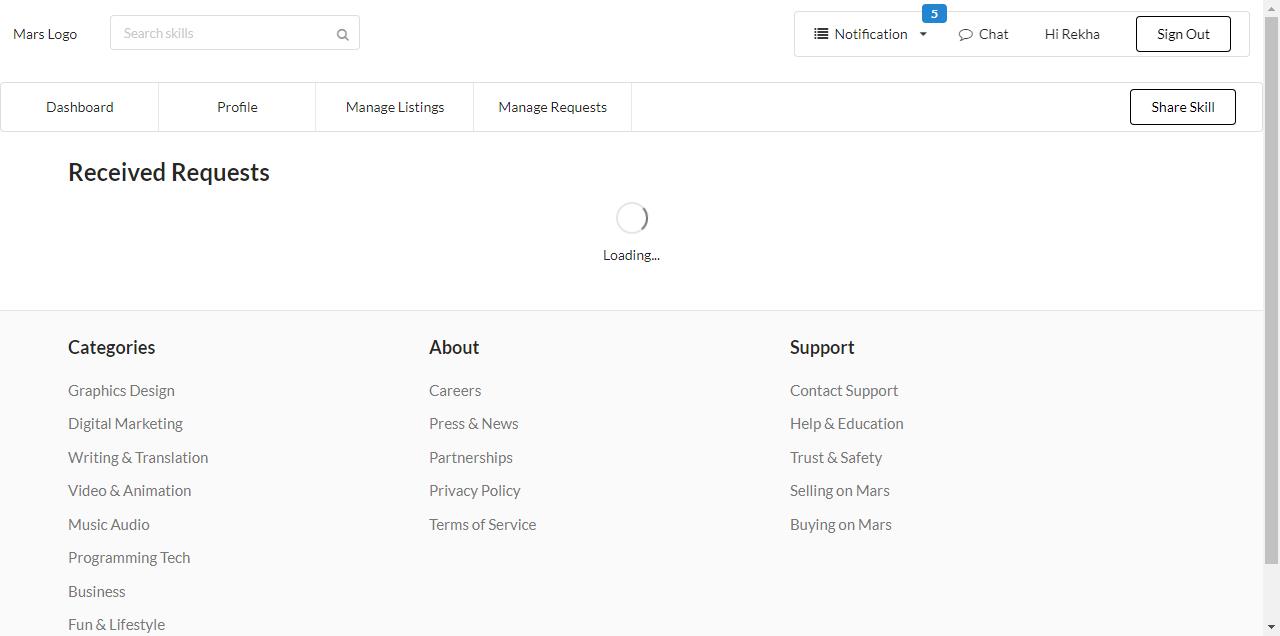 5
Mars Logo
Search skills
Notification
Chat
Hi Rekha
Sign Out
Dashboard
Profile
Manage Listings
Manage Requests
Share Skill
Received Requests
Loading...
Categories
Graphics Design
Digital Marketing
Writing & Translation
Video & Animation
Music Audio
Programming Tech
Business
Fun & Lifestyle
About
Careers
Press & News
Partnerships
Privacy Policy
Terms of Service
Support
Contact Support
Help & Education
Trust & Safety
Selling on Mars
Buying on Mars